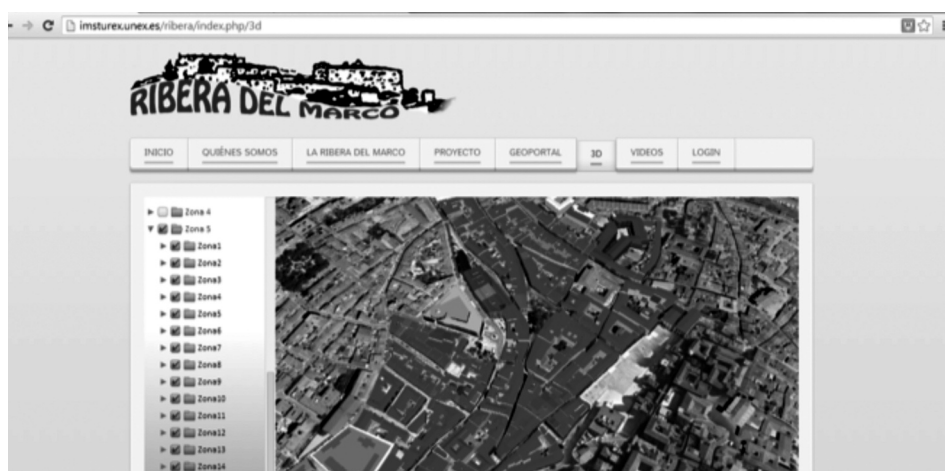 imsturex.unex.es/ribera/index.php/3d
RIBERA DEL MARCO
INICIO QUIÉNES SOMOS LA RIBERA DEL MARCO PROYECTO GEOPORTAL 3D VIDEOS LOGIN
Zona 4
Zona 5
Zona1
Zona2
Zona3
Zona4
Zona5
Zona6
Zona7
Zona8
Zona9
Zona10
Zona11
Zona12
Zona13
Zona14